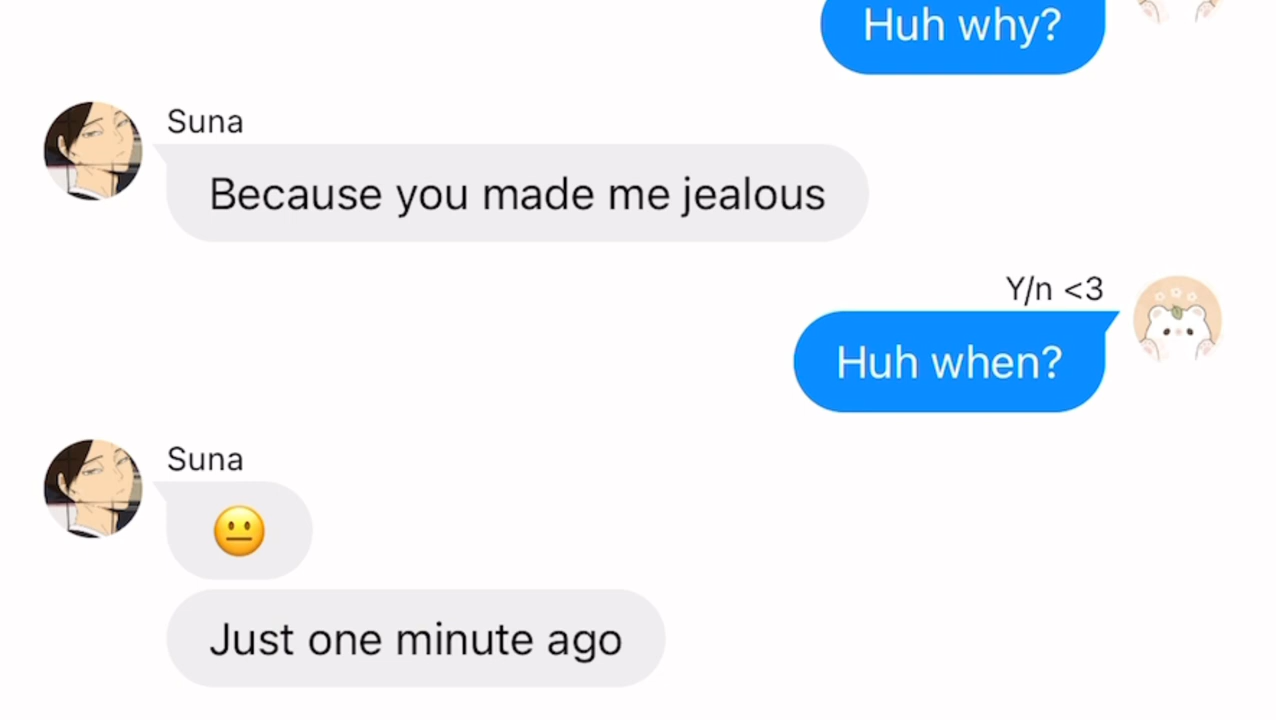 Huh why?
Suna
Because you made me jealous
Y/n <3
Huh when?
Suna
😐
Just one minute ago